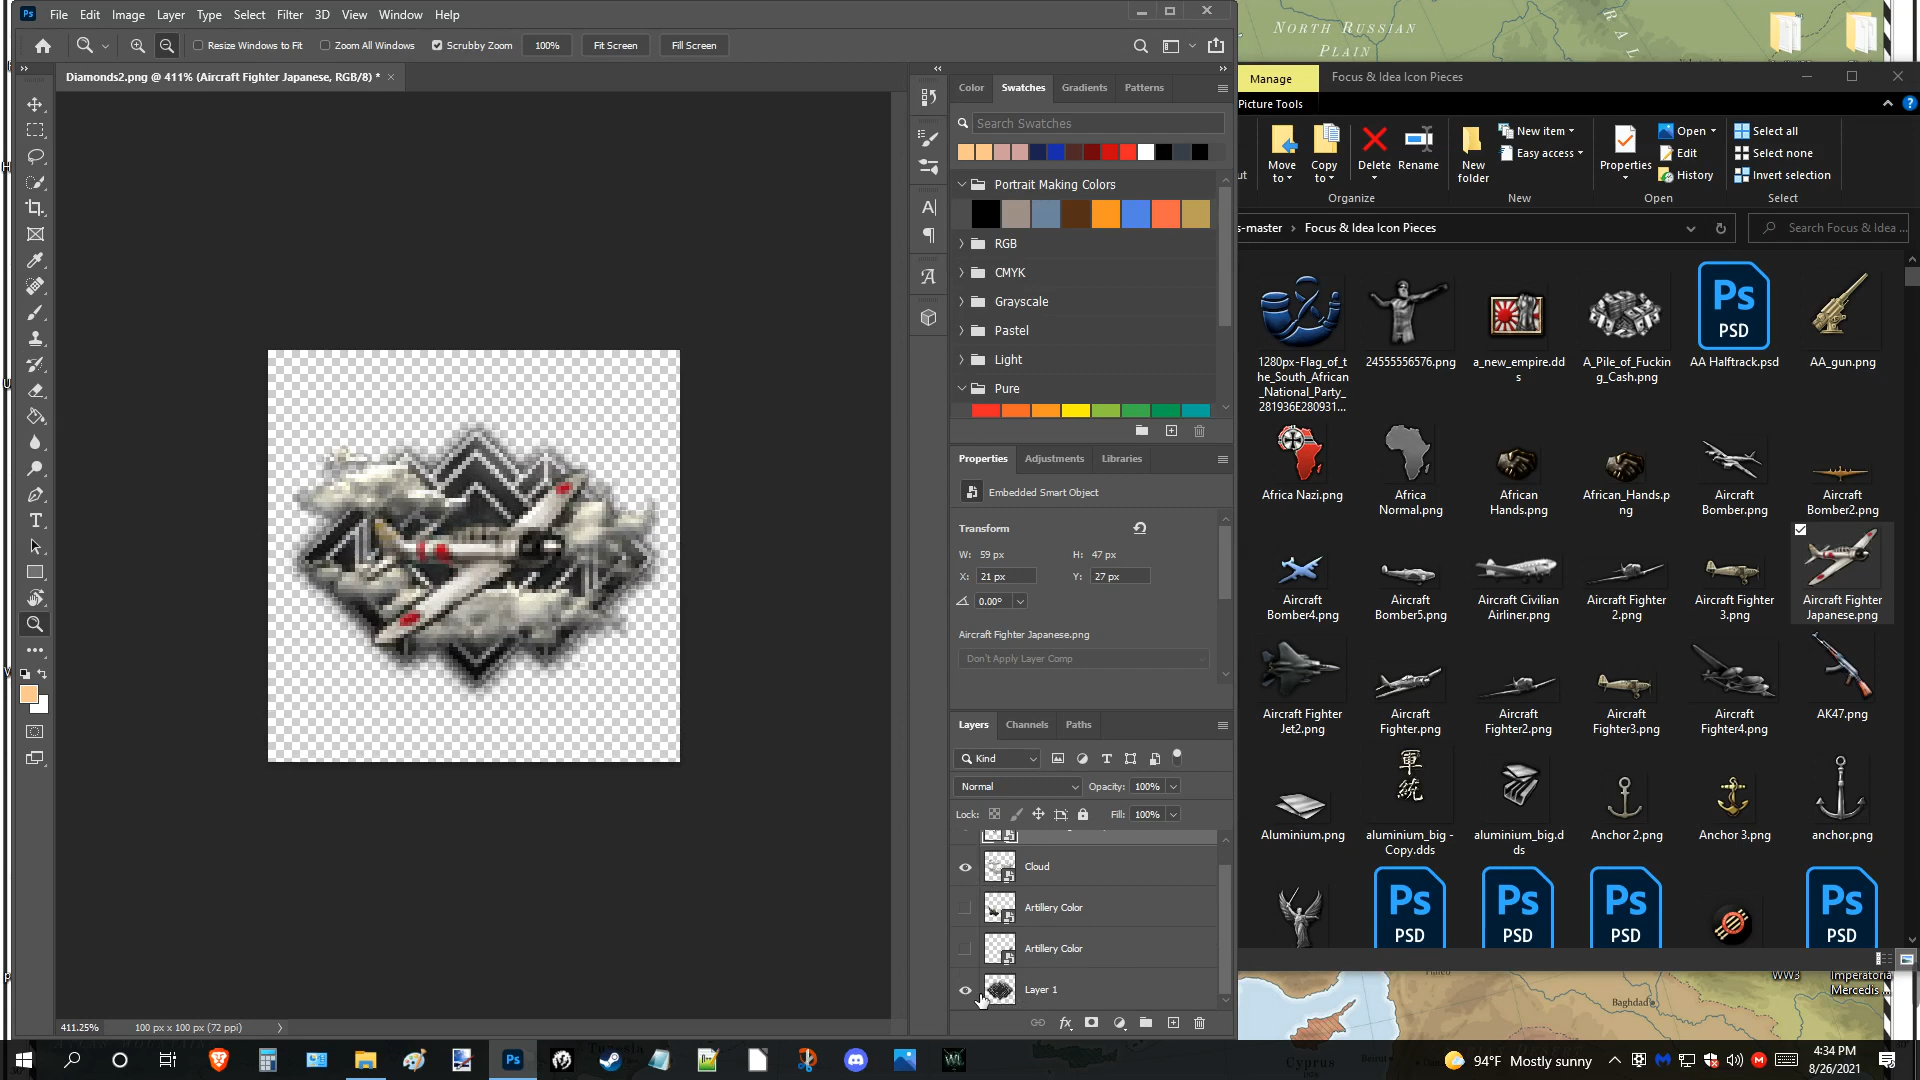 Ps File Edit Image Layer Type Select Filter 3D View Window Help
Resize Windows to Fit
Zoom All Windows
Scrubby Zoom
100%
Fit Screen
Fill Screen
Diamonds2.png @ 411% (Aircraft Fighter Japanese, RGB/8) *
Color Swatches Gradients Patterns
Search Swatches
Portrait Making Colors
RGB
CMYK
Grayscale
Pastel
Light
Pure
Properties Adjustments Libraries
Embedded Smart Object
Transform
W: 59 px H: 47 px
X: 21 px Y: 27 px
0.00°
Aircraft Fighter Japanese.png
Don't Apply Layer Comp
Layers Channels Paths
Kind
Normal Opacity: 100%
Lock: Fill: 100%
Cloud
Artillery Color
Artillery Color
Layer 1
411.25% 100 px x 100 px (72 ppi)
NORTH RUSSIAN
PLAIN
Manage Focus & Idea Icon Pieces
Picture Tools
Move to
Copy to
Delete
Rename
New folder
New item
Easy access
Properties
Open
Edit
History
Select all
Select none
Invert selection
Organize New Open Select
s-master Focus & Idea Icon Pieces
Search Focus & Idea ...
1280px-Flag_of_t
he_South_African
_National_Party_
281936E280931...
24555556576.png
a_new_empire.dd
s
A_Pile_of_Fuckin
g_Cash.png
Ps
PSD
AA Halftrack.psd
AA_gun.png
Africa Nazi.png
Africa
Normal.png
African
Hands.png
African_Hands.p
ng
Aircraft
Bomber.png
Aircraft
Bomber2.png
Aircraft
Bomber4.png
Aircraft
Bomber5.png
Aircraft Civilian
Airliner.png
Aircraft Fighter
2.png
Aircraft Fighter
3.png
Aircraft Fighter
Japanese.png
Aircraft Fighter
Jet2.png
Aircraft
Fighter.png
Aircraft
Fighter2.png
Aircraft
Fighter3.png
Aircraft
Fighter4.png
AK47.png
軍
統
Aluminium.png
aluminium_big -
Copy.dds
aluminium_big.d
ds
Anchor 2.png
Anchor 3.png
anchor.png
Ps
PSD
Ps
PSD
Ps
PSD
Ps
PSD
WW3
Imperatoria
Mercedis ...
Baghdad
Cyprus
94°F Mostly sunny
4:34 PM
8/26/2021